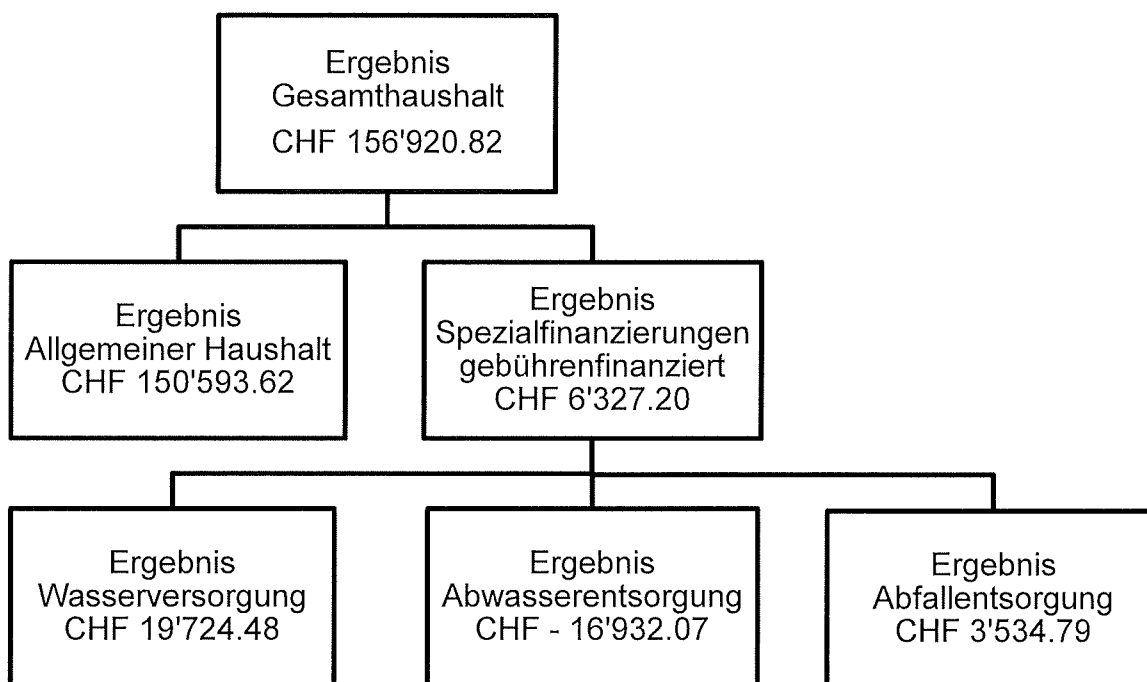 Ergebnis
Gesamthaushalt
CHF 156'920.82
Ergebnis
Allgemeiner Haushalt
CHF 150'593.62
Ergebnis
Spezialfinanzierungen
gebührenfinanziert
CHF 6'327.20
Ergebnis
Wasserversorgung
CHF 19'724.48
Ergebnis
Abwasserentsorgung
CHF - 16'932.07
Ergebnis
Abfallentsorgung
CHF 3'534.79